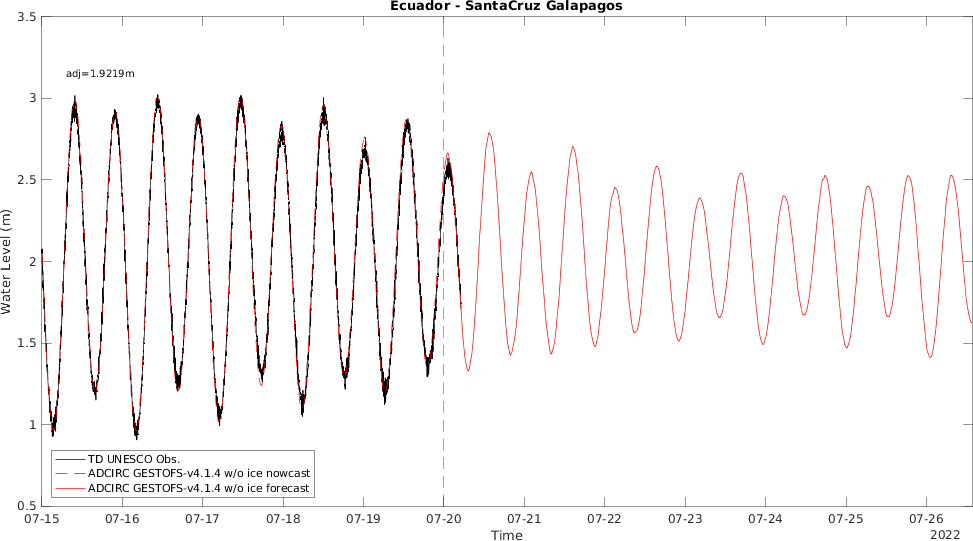 Ecuador - SantaCruz Galapagos
3.5
adj=1.9219m
3
2.5
2
Water Level (m)
1.5
1
TD UNESCO Obs.
ADCIRC GESTOFS-v4.1.4 w/o ice nowcast
ADCIRC GESTOFS-v4.1.4 w/o ice forecast
0.5
07-15 07-16 07-17 07-18 07-19 07-20 07-21 07-22 07-23 07-24 07-25 07-26
Time 2022